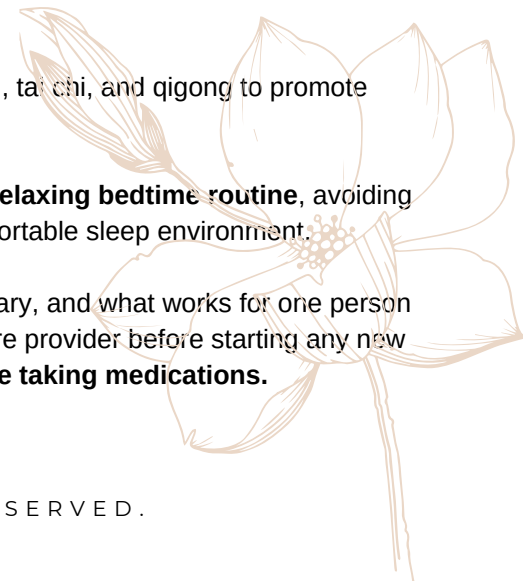 , tai chi, and qigong to promote
elaxing bedtime routine, avoiding
ortable sleep environment.
ary, and what works for one person
re provider before starting any new
e taking medications.
SERVED.